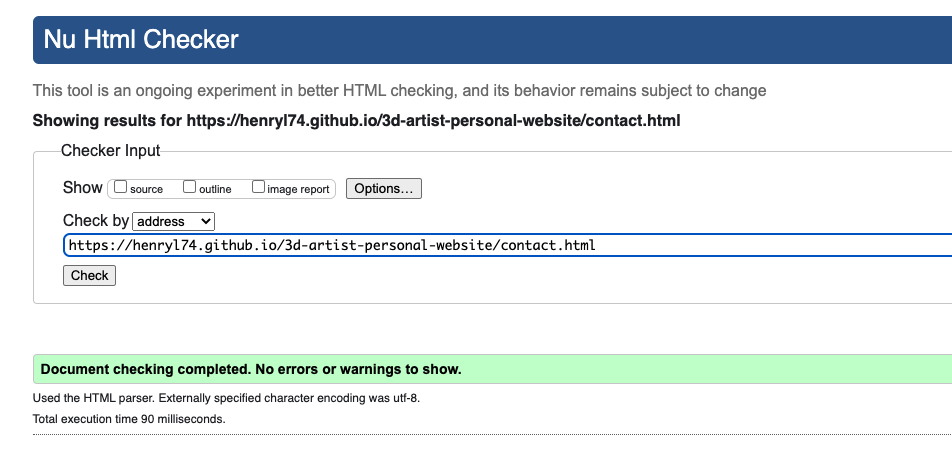 Nu Html Checker
This tool is an ongoing experiment in better HTML checking, and its behavior remains subject to change
Showing results for https://henryl74.github.io/3d-artist-personal-website/contact.html
Checker Input
Show source outline image report Options...
Check by address
https://henryl74.github.io/3d-artist-personal-website/contact.html
Check
Document checking completed. No errors or warnings to show.
Used the HTML parser. Externally specified character encoding was utf-8.
Total execution time 90 milliseconds.